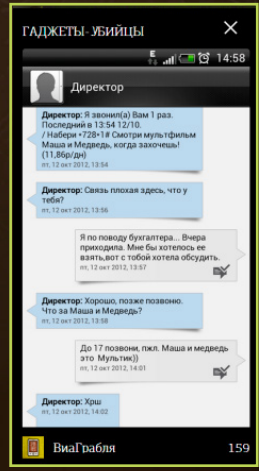 ГАДЖЕТЫ- УБИЙЦЫ
E
14:58
Директор
Директор: Я звонил(а) Вам 1 раз.
Последний в 13:54 12/10.
/ Набери *728*1# Смотри мультфильм
Маша и Медведь, когда захочешь!
(11,86р/дн)
пт, 12 окт 2012, 13:54
Директор: Связь плохая здесь, что у
тебя?
пт, 12 окт 2012, 13:56
Я по поводу бухгалтера... Вчера
приходила. Мне бы хотелось ее
взять,вот с тобой хотела обсудить.
пт, 12 окт 2012, 13:57
Директор: Хорошо, позже позвоню.
Что за Маша и Медведь?
пт, 12 окт 2012, 13:58
До 17 позвони, пжл. Маша и медведь
это Мультик))
пт, 12 окт 2012, 14:01
Директор: Хрш
пт, 12 окт 2012, 14:02
ВиаГрабля
159